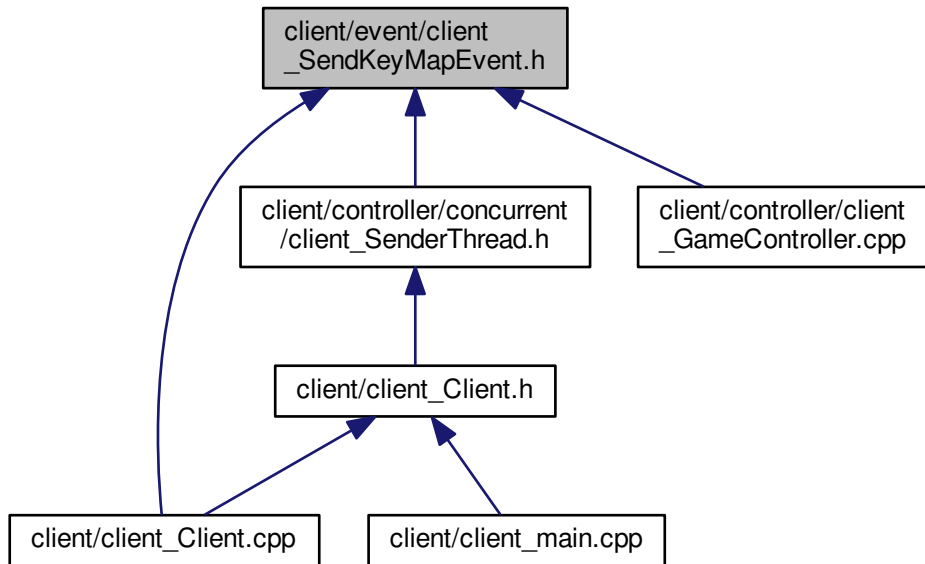 client/event/client
_SendKeyMapEvent.h
client/controller/concurrent
/client_SenderThread.h
client/controller/client
_GameController.cpp
client/client_Client.h
client/client_Client.cpp
client/client_main.cpp